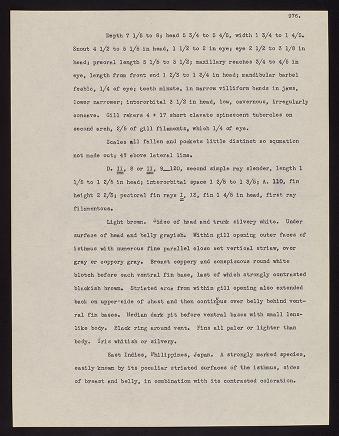 276.
Depth 7 1/5 to 8; head 5 3/4 to 5 4/5, width 1 3/4 to 1 4/5.
Snout 4 1/2 to 5 1/5 in head, 1 1/2 to 2 in eye; eye 2 1/2 to 3 1/8 in
head; preoral length 5 1/5 to 5 1/2; maxillary reaches 3/4 to 4/5 in
eye, length from front end 1 2/3 to 1 3/4 in head; mandibular barbel
feeble, 1/4 of eye; teeth minute, in narrow villiform bands in jaws,
lower narrower; interorbital 3 1/2 in head, low, cavernous, irregularly
concave. Gill rakers 4 + 17 short clavate spinescent tubercles on
second arch, 2/5 of gill filaments, which 1/4 of eye.
Scales all fallen and pockets little distinct so squamation
not made out; 4? above lateral line.
D. II, 8 or II, 9__120, second simple ray slender, length 1
1/5 to 1 2/3 in head; interorbital space 1 2/5 to 1 3/5; A. 110, fin
height 2 2/3; pectoral fin rays I, 13, fin 1 4/5 in head, first ray
filamentous.
Light brown. Sides of head and trunk silvery white. Under
surface of head and belly grayish. Within gill opening outer faces of
isthmus with numerous fine parallel close set vertical striae, over
gray or coppery gray. Breast coppery and conspicuous round white
blotch before each ventral fin base, last of which strongly contrasted
blackish brown. Striated area from within gill opening also extended
back on upper side of chest and then continues over belly behind vent-
ral fin bases. Median dark pit before ventral bases with small lens-
like body. Black ring around vent. Fins all paler or lighter than
body. Iris whitish or silvery.
East Indies, Philippines, Japan. A strongly marked species,
easily known by its peculiar striated surfaces of the isthmus, sides
of breast and belly, in combination with its contrasted coloration.